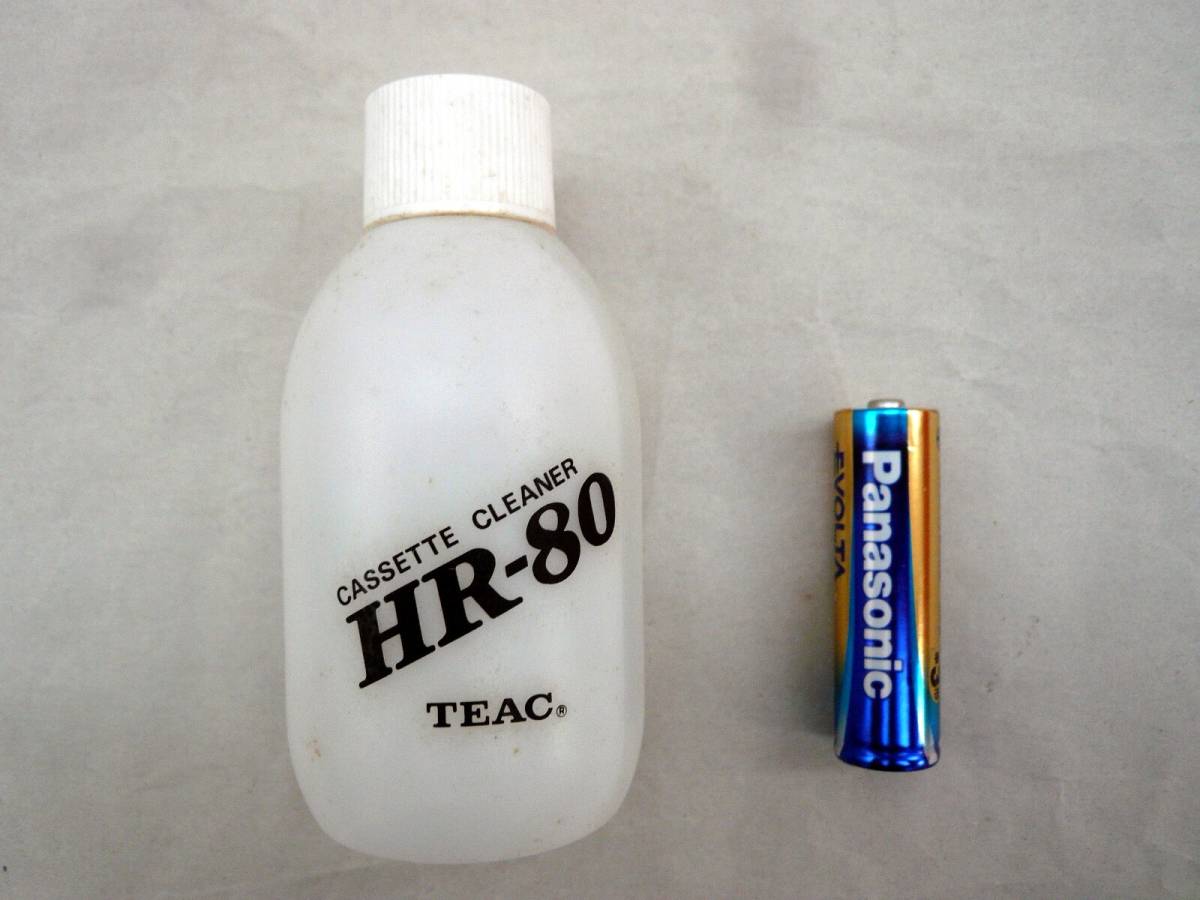 CASSETTE CLEANER
HR-80
TEAC®
Panasonic
EVOLTA